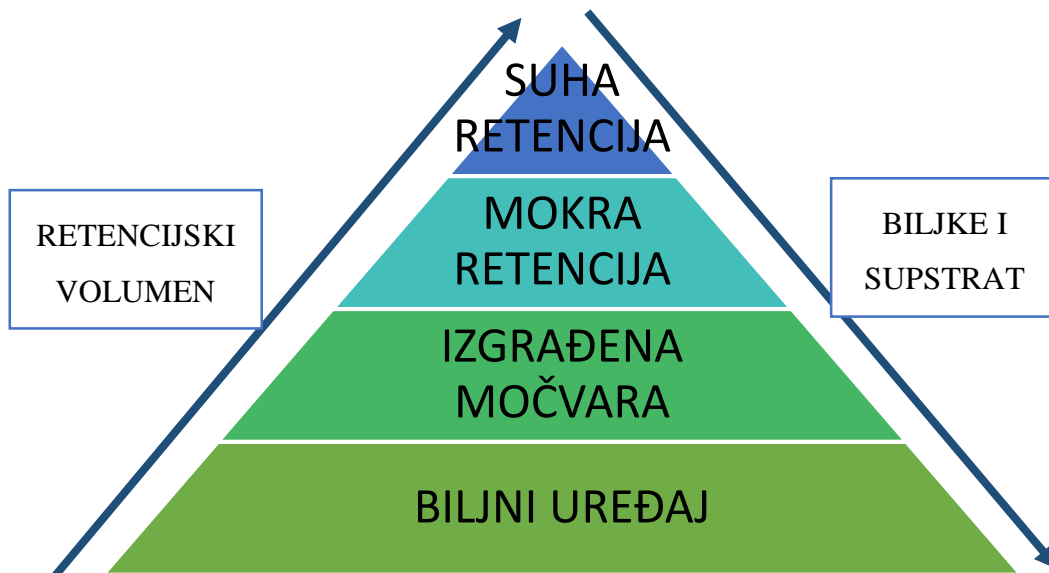 SUHA
RETENCIJA
MOKRA
RETENCIJA
IZGRAĐENA
MOČVARA
BILJNI UREĐAJ
RETENCIJSKI
VOLUMEN
BILJKE I
SUPSTRAT